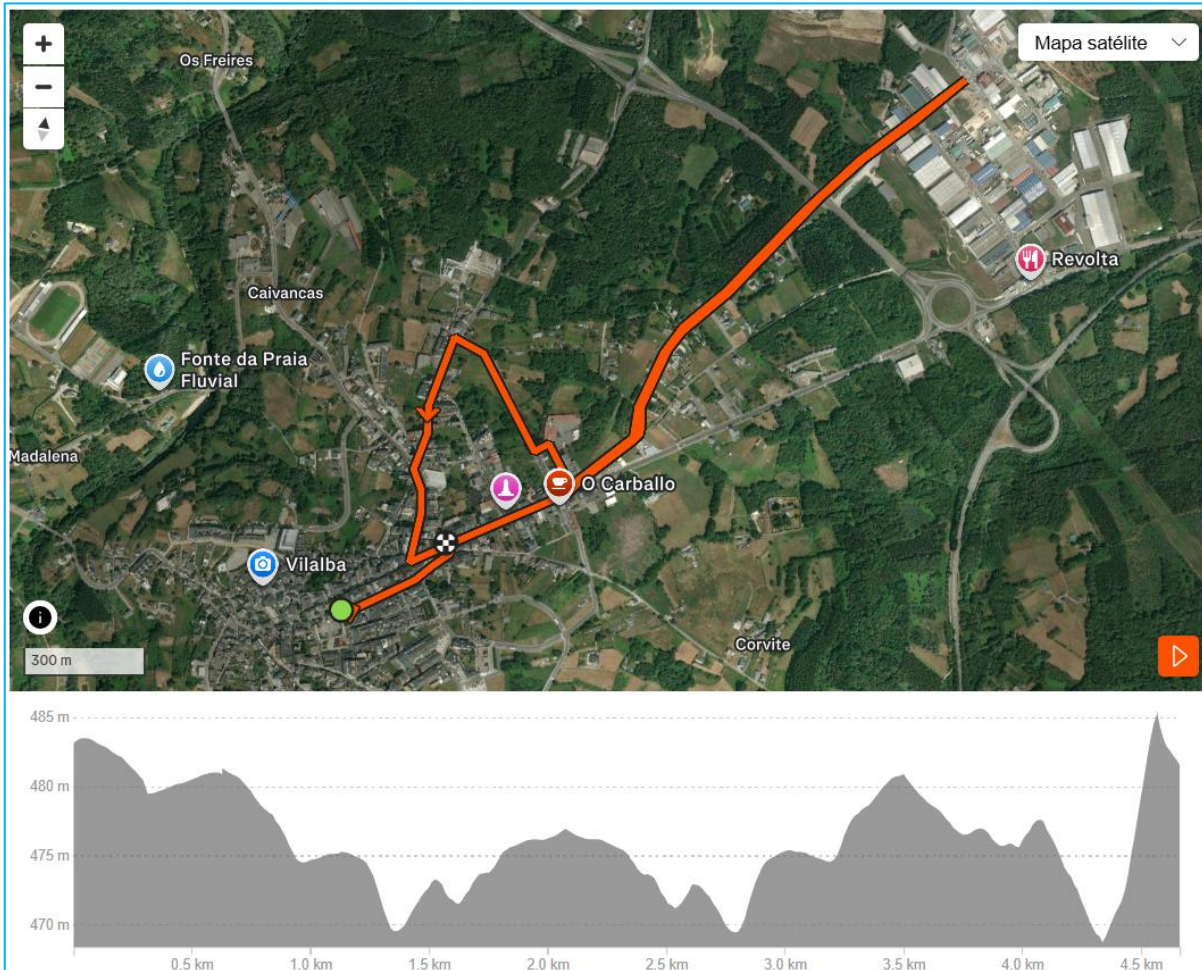 +
Os Freires
Mapa satélite
−
Revolta
Caivancas
Fonte da Praia
Fluvial
Madalena
O Carballo
Vilalba
i
Corvite
300 m
485 m
480 m
475 m
470 m
0.5 km 1.0 km 1.5 km 2.0 km 2.5 km 3.0 km 3.5 km 4.0 km 4.5 km